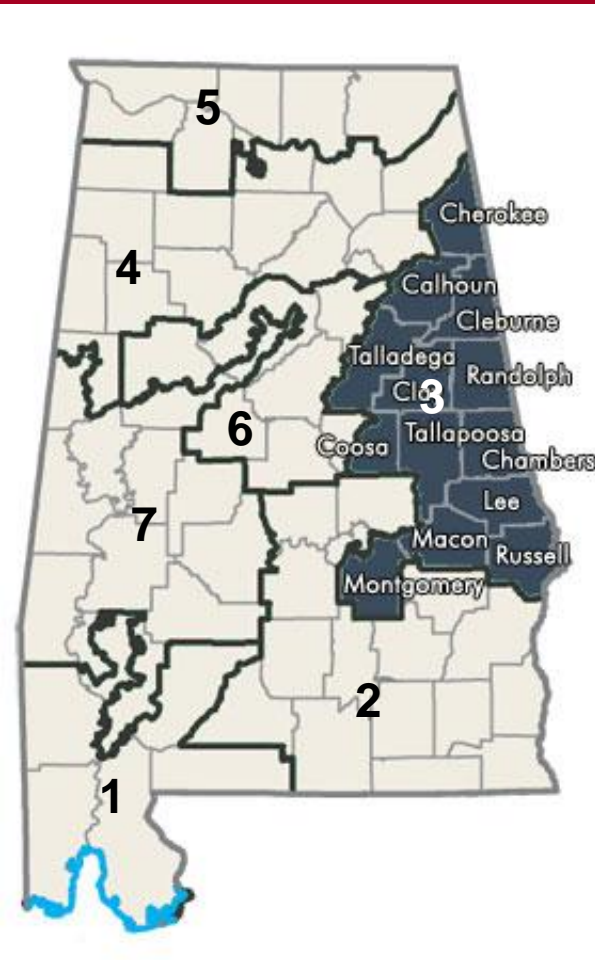 5
Cherokee
4
Calhoun
Cleburne
Talladega
Randolph
Cla
3
6
Tallapoosa
Coosa
Chambers
Lee
7
Macon
Russell
Montgomery
2
1